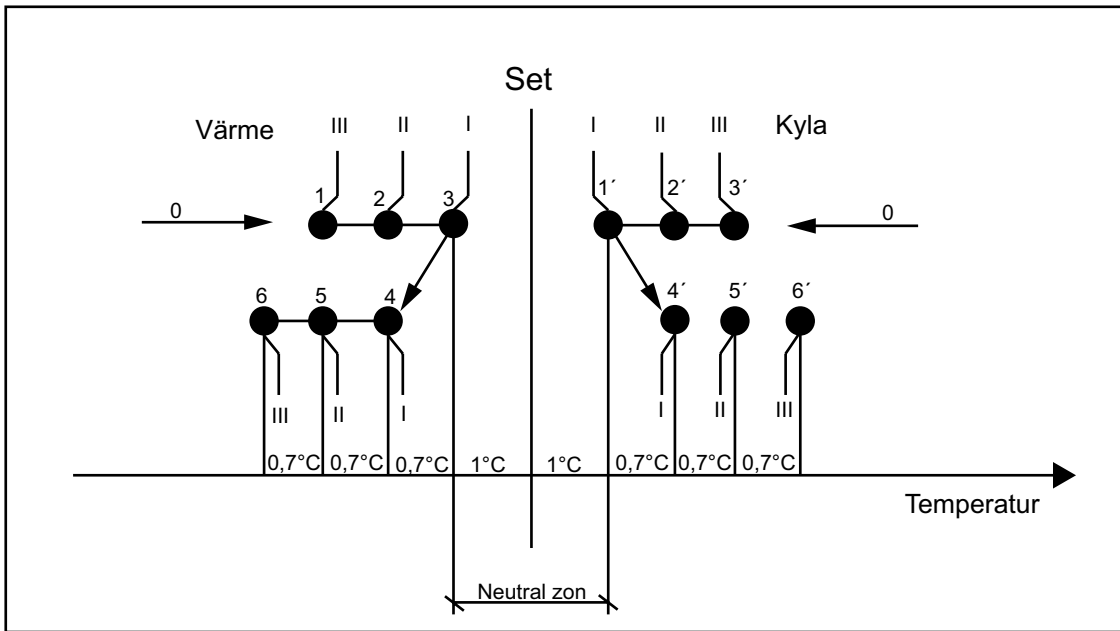 Set
Värme III II I I II III Kyla
1 2 3 1´ 2´ 3´
0 0
6 5 4 4´ 5´ 6´
III II I I II III
0,7°C 0,7°C 0,7°C 1°C 1°C 0,7°C 0,7°C 0,7°C
Temperatur
Neutral zon